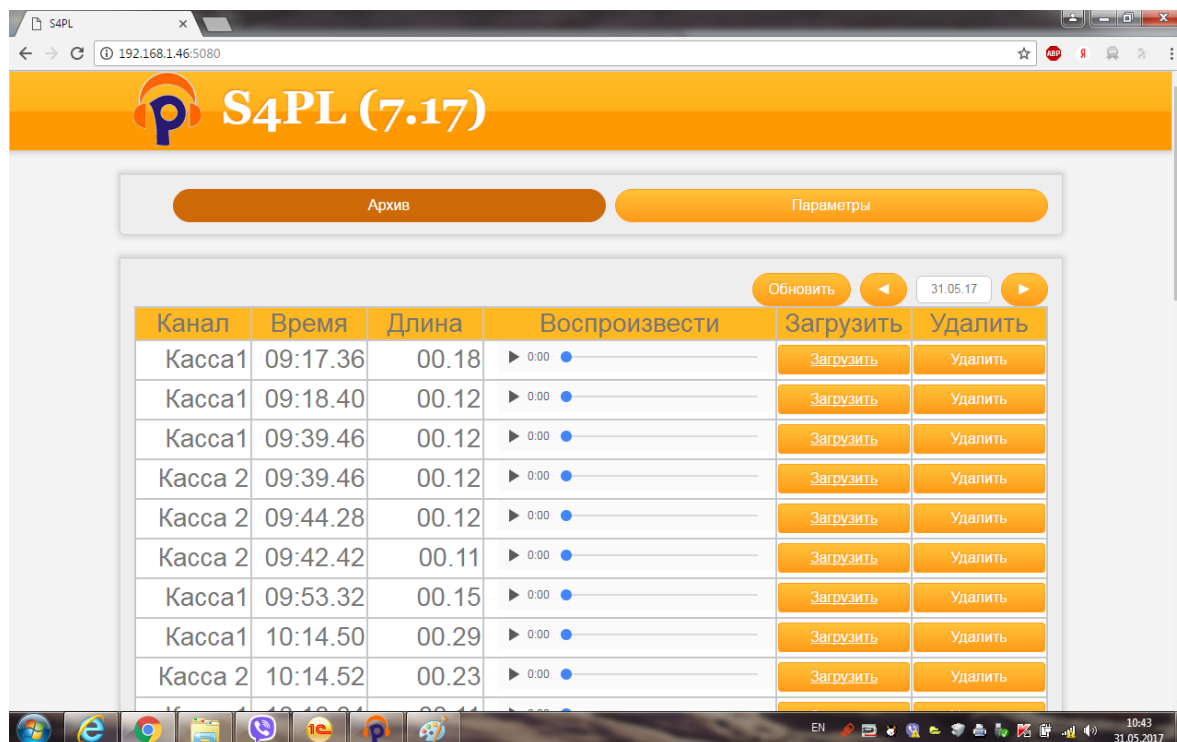 S4PL
192.168.1.46:5080
ABP Я
S4PL (7.17)
Архив Параметры
Обновить 31.05.17
Канал Время Длина Воспроизвести Загрузить Удалить
Касса1 09:17.36 00.18 0:00 Загрузить Удалить
Касса1 09:18.40 00.12 0:00 Загрузить Удалить
Касса1 09:39.46 00.12 0:00 Загрузить Удалить
Касса 2 09:39.46 00.12 0:00 Загрузить Удалить
Касса 2 09:44.28 00.12 0:00 Загрузить Удалить
Касса 2 09:42.42 00.11 0:00 Загрузить Удалить
Касса1 09:53.32 00.15 0:00 Загрузить Удалить
Касса1 10:14.50 00.29 0:00 Загрузить Удалить
Касса 2 10:14.52 00.23 0:00 Загрузить Удалить
1С EN 10:43
31.05.2017